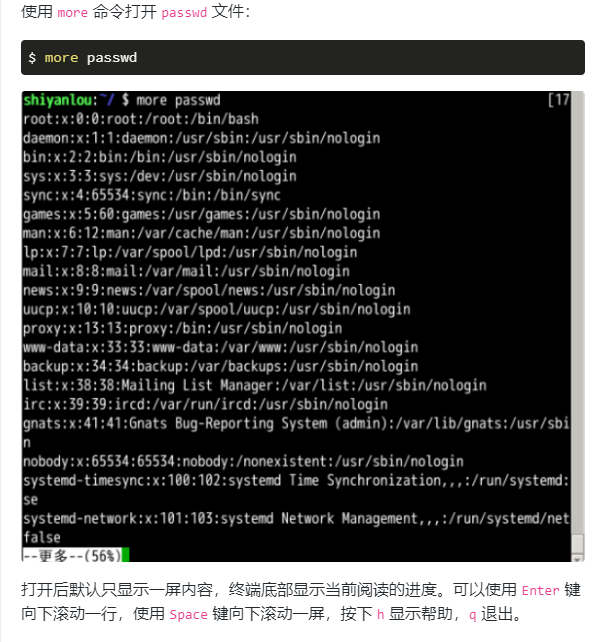 使用 more 命令打开 passwd 文件：
$ more passwd
shiyanlou:~/ $ more passwd [17
root:x:0:0:root:/root:/bin/bash
daemon:x:1:1:daemon:/usr/sbin:/usr/sbin/nologin
bin:x:2:2:bin:/bin:/usr/sbin/nologin
sys:x:3:3:sys:/dev:/usr/sbin/nologin
sync:x:4:65534:sync:/bin:/bin/sync
games:x:5:60:games:/usr/games:/usr/sbin/nologin
man:x:6:12:man:/var/cache/man:/usr/sbin/nologin
lp:x:7:7:lp:/var/spool/lpd:/usr/sbin/nologin
mail:x:8:8:mail:/var/mail:/usr/sbin/nologin
news:x:9:9:news:/var/spool/news:/usr/sbin/nologin
uucp:x:10:10:uucp:/var/spool/uucp:/usr/sbin/nologin
proxy:x:13:13:proxy:/bin:/usr/sbin/nologin
www-data:x:33:33:www-data:/var/www:/usr/sbin/nologin
backup:x:34:34:backup:/var/backups:/usr/sbin/nologin
list:x:38:38:Mailing List Manager:/var/list:/usr/sbin/nologin
irc:x:39:39:ircd:/var/run/ircd:/usr/sbin/nologin
gnats:x:41:41:Gnats Bug-Reporting System (admin):/var/lib/gnats:/usr/sbi
n
nobody:x:65534:65534:nobody:/nonexistent:/usr/sbin/nologin
systemd-timesync:x:100:102:systemd Time Synchronization,,,:/run/systemd:
se
systemd-network:x:101:103:systemd Network Management,,,:/run/systemd/net
false
--更多--(56%)
打开后默认只显示一屏内容，终端底部显示当前阅读的进度。可以使用 Enter 键
向下滚动一行，使用 Space 键向下滚动一屏，按下 h 显示帮助，q 退出。